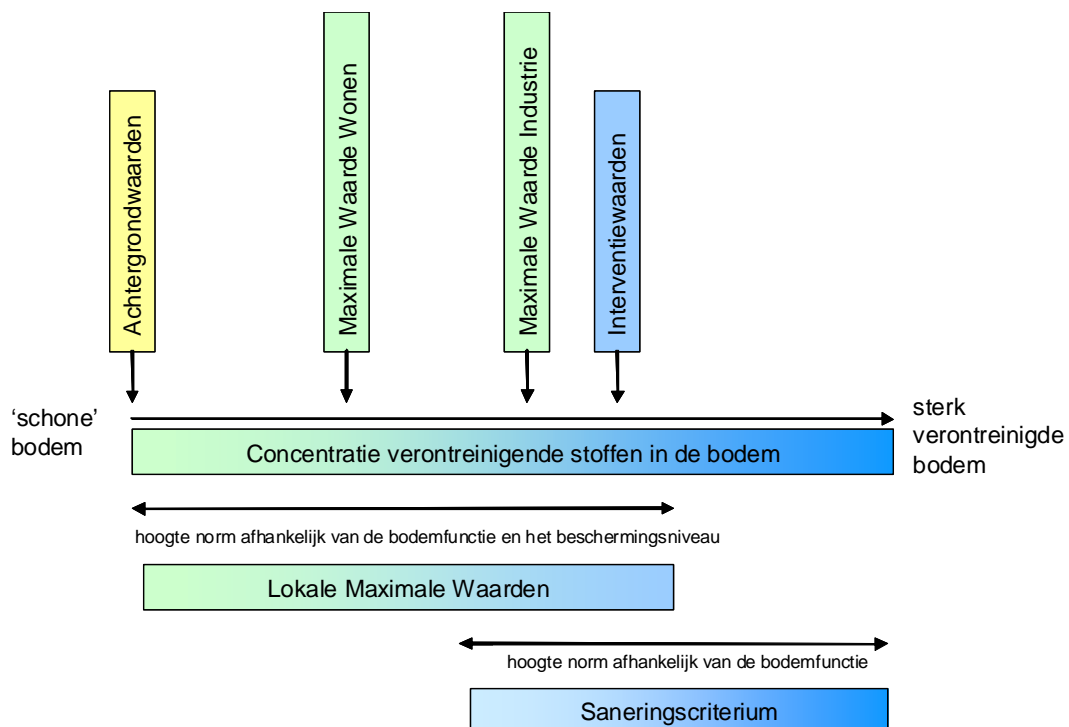 Achtergrondwaarden
Maximale Waarde Wonen
Maximale Waarde Industrie
Interventiewaarden
‘schone’
bodem
sterk
verontreinigde
bodem
Concentratie verontreinigende stoffen in de bodem
hoogte norm afhankelijk van de bodemfunctie en het beschermingsniveau
Lokale Maximale Waarden
hoogte norm afhankelijk van de bodemfunctie
Saneringscriterium